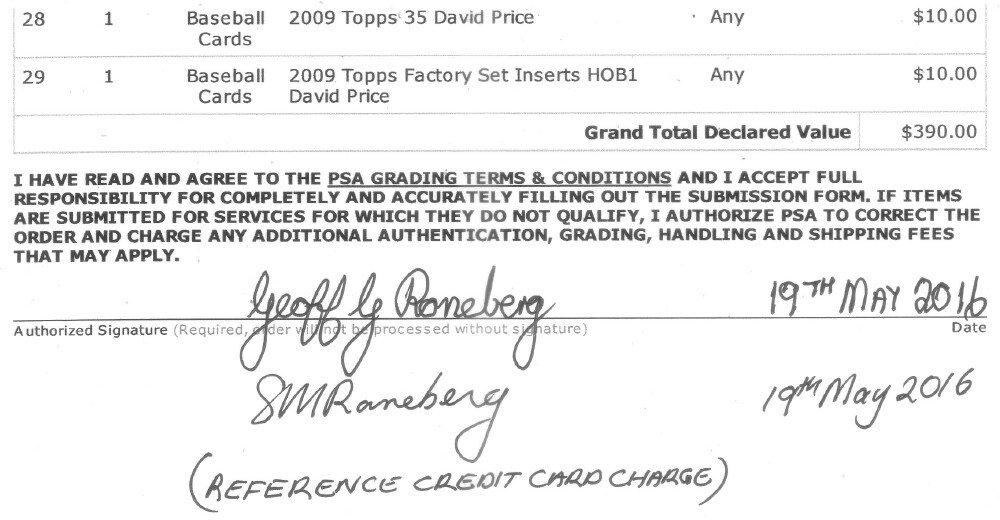 28 1 Baseball 2009 Topps 35 David Price Any $10.00
Cards
29 1 Baseball 2009 Topps Factory Set Inserts HOB1 Any $10.00
Cards David Price
Grand Total Declared Value $390.00
I HAVE READ AND AGREE TO THE PSA GRADING TERMS & CONDITIONS AND I ACCEPT FULL
RESPONSIBILITY FOR COMPLETELY AND ACCURATELY FILLING OUT THE SUBMISSION FORM. IF ITEMS
ARE SUBMITTED FOR SERVICES FOR WHICH THEY DO NOT QUALIFY, I AUTHORIZE PSA TO CORRECT THE
ORDER AND CHARGE ANY ADDITIONAL AUTHENTICATION, GRADING, HANDLING AND SHIPPING FEES
THAT MAY APPLY.
Geoff G Raneberg 19TH MAY 2016
Authorized Signature (Required, order will not be processed without signature) Date
SMRaneberg 19th May 2016
(REFERENCE CREDIT CARD CHARGE)